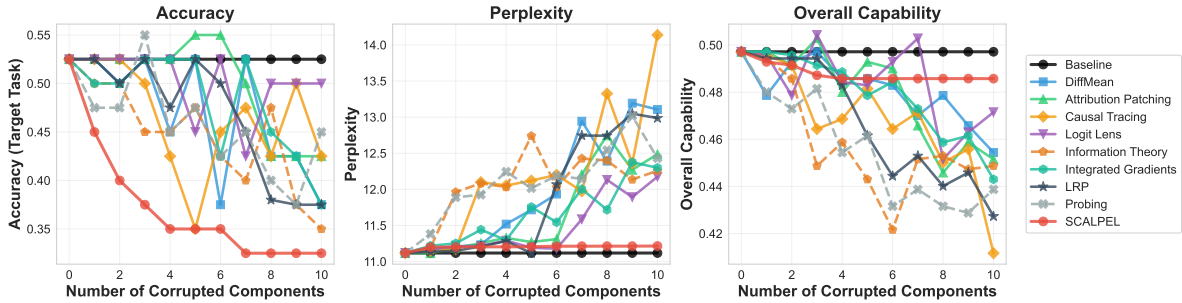 Accuracy
Accuracy (Target Task)
0.55
0.50
0.45
0.40
0.35
0 2 4 6 8 10
Number of Corrupted Components
Perplexity
Perplexity
14.0
13.5
13.0
12.5
12.0
11.5
11.0
0 2 4 6 8 10
Number of Corrupted Components
Overall Capability
Overall Capability
0.50
0.48
0.46
0.44
0.42
0 2 4 6 8 10
Number of Corrupted Components
Baseline
DiffMean
Attribution Patching
Causal Tracing
Logit Lens
Information Theory
Integrated Gradients
LRP
Probing
SCALPEL